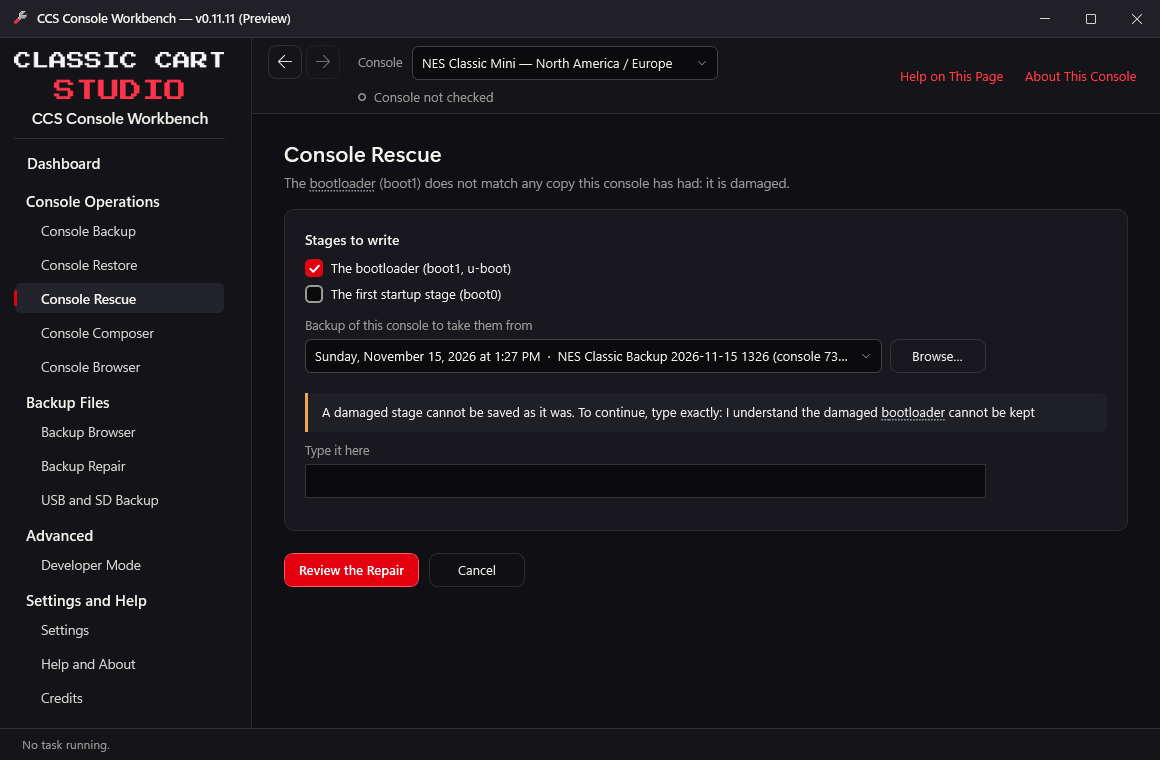 CCS Console Workbench — v0.11.11 (Preview)
CLASSIC CART
STUDIO
CCS Console Workbench
Dashboard
Console Operations
Console Backup
Console Restore
Console Rescue
Console Composer
Console Browser
Backup Files
Backup Browser
Backup Repair
USB and SD Backup
Advanced
Developer Mode
Settings and Help
Settings
Help and About
Credits
Console
NES Classic Mini — North America / Europe
Console not checked
Help on This Page
About This Console
Console Rescue
The bootloader (boot1) does not match any copy this console has had: it is damaged.
Stages to write
The bootloader (boot1, u-boot)
The first startup stage (boot0)
Backup of this console to take them from
Sunday, November 15, 2026 at 1:27 PM · NES Classic Backup 2026-11-15 1326 (console 73...
Browse...
A damaged stage cannot be saved as it was. To continue, type exactly: I understand the damaged bootloader cannot be kept
Type it here
Review the Repair
Cancel
No task running.